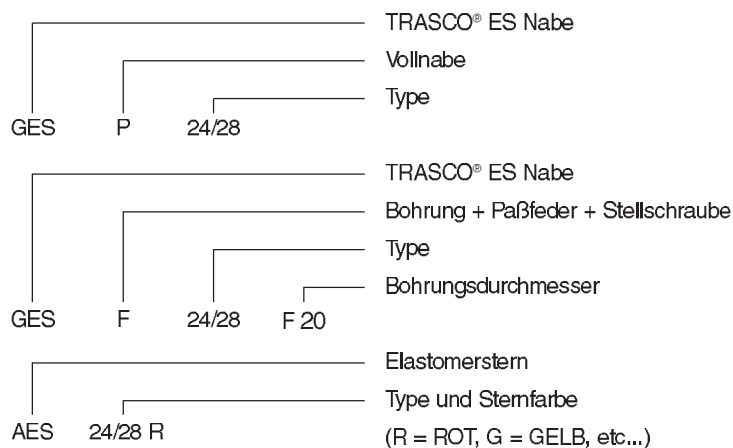 TRASCO® ES Nabe
Vollnabe
Type
GES P 24/28
TRASCO® ES Nabe
Bohrung + Paßfeder + Stellschraube
Type
Bohrungsdurchmesser
GES F 24/28 F 20
Elastomerstern
Type und Sternfarbe
AES 24/28 R
(R = ROT, G = GELB, etc...)